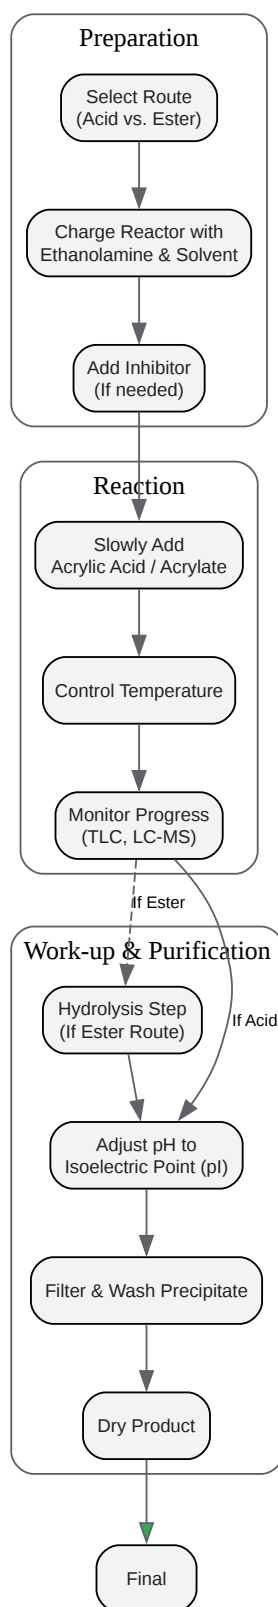 Preparation
Select Route
(Acid vs. Ester)
Charge Reactor with
Ethanolamine & Solvent
Add Inhibitor
(If needed)
Reaction
Slowly Add
Acrylic Acid / Acrylate
Control Temperature
Monitor Progress
(TLC, LC-MS)
If Ester
Work-up & Purification
Hydrolysis Step
(If Ester Route)
If Acid
Adjust pH to
Isoelectric Point (pI)
Filter & Wash Precipitate
Dry Product
Final